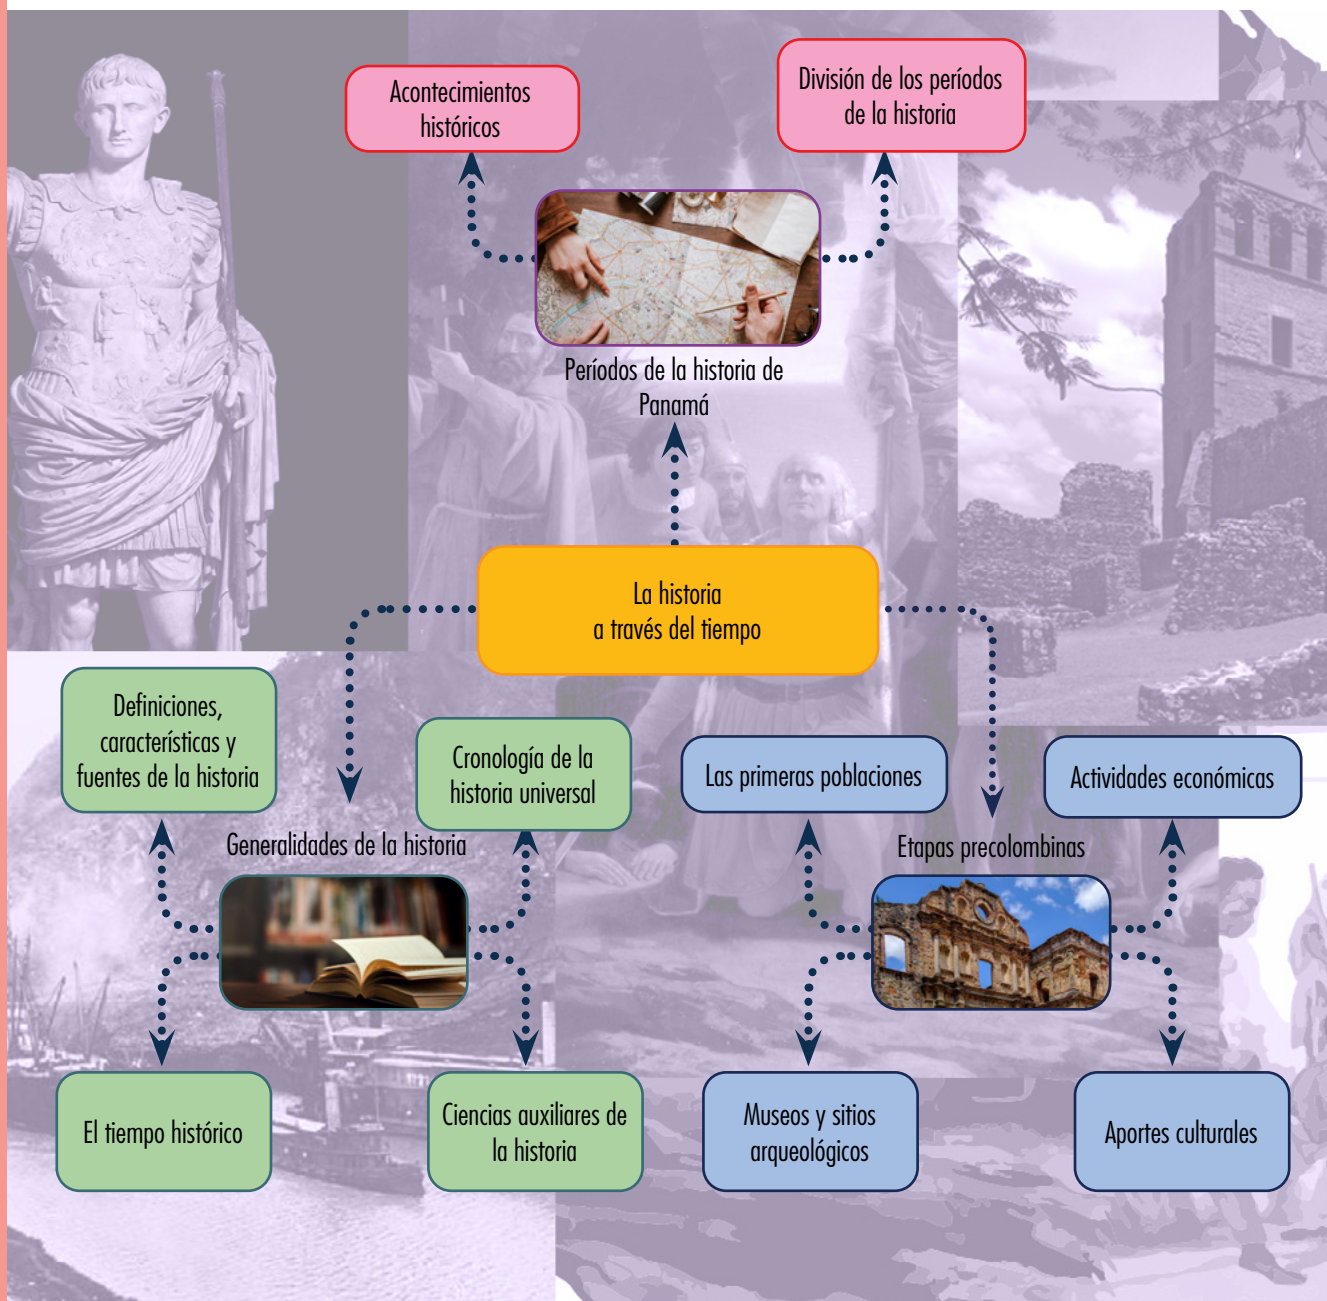 Acontecimientos
históricos
División de los períodos
de la historia
Períodos de la historia de
Panamá
La historia
a través del tiempo
Definiciones,
características y
fuentes de la historia
Cronología de la
historia universal
Generalidades de la historia
El tiempo histórico
Ciencias auxiliares de
la historia
Las primeras poblaciones
Actividades económicas
Etapas precolombinas
Museos y sitios
arqueológicos
Aportes culturales